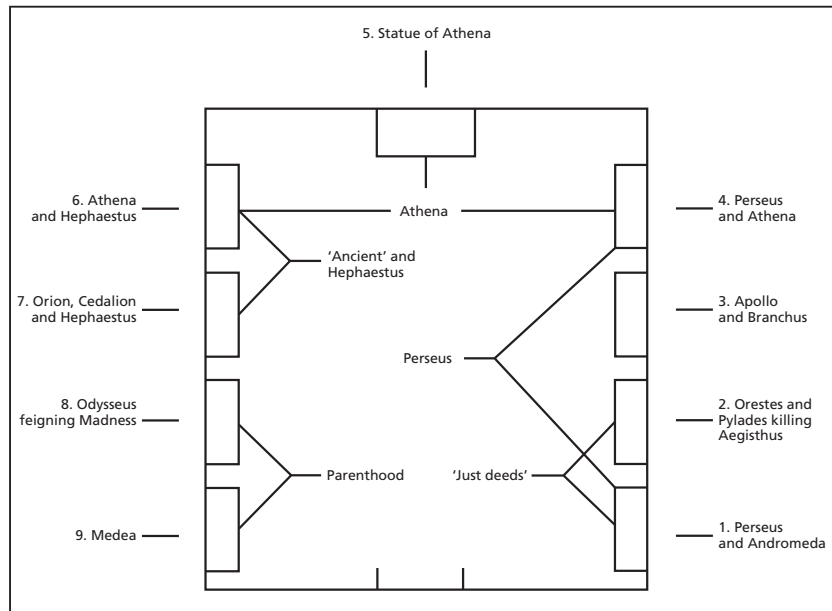 5. Statue of Athena
6. Athena
and Hephaestus
Athena
4. Perseus
and Athena
‘Ancient’ and
Hephaestus
7. Orion, Cedalion
and Hephaestus
3. Apollo
and Branchus
Perseus
8. Odysseus
feigning Madness
2. Orestes and
Pylades killing
Aegisthus
Parenthood
‘Just deeds’
9. Medea
1. Perseus
and Andromeda